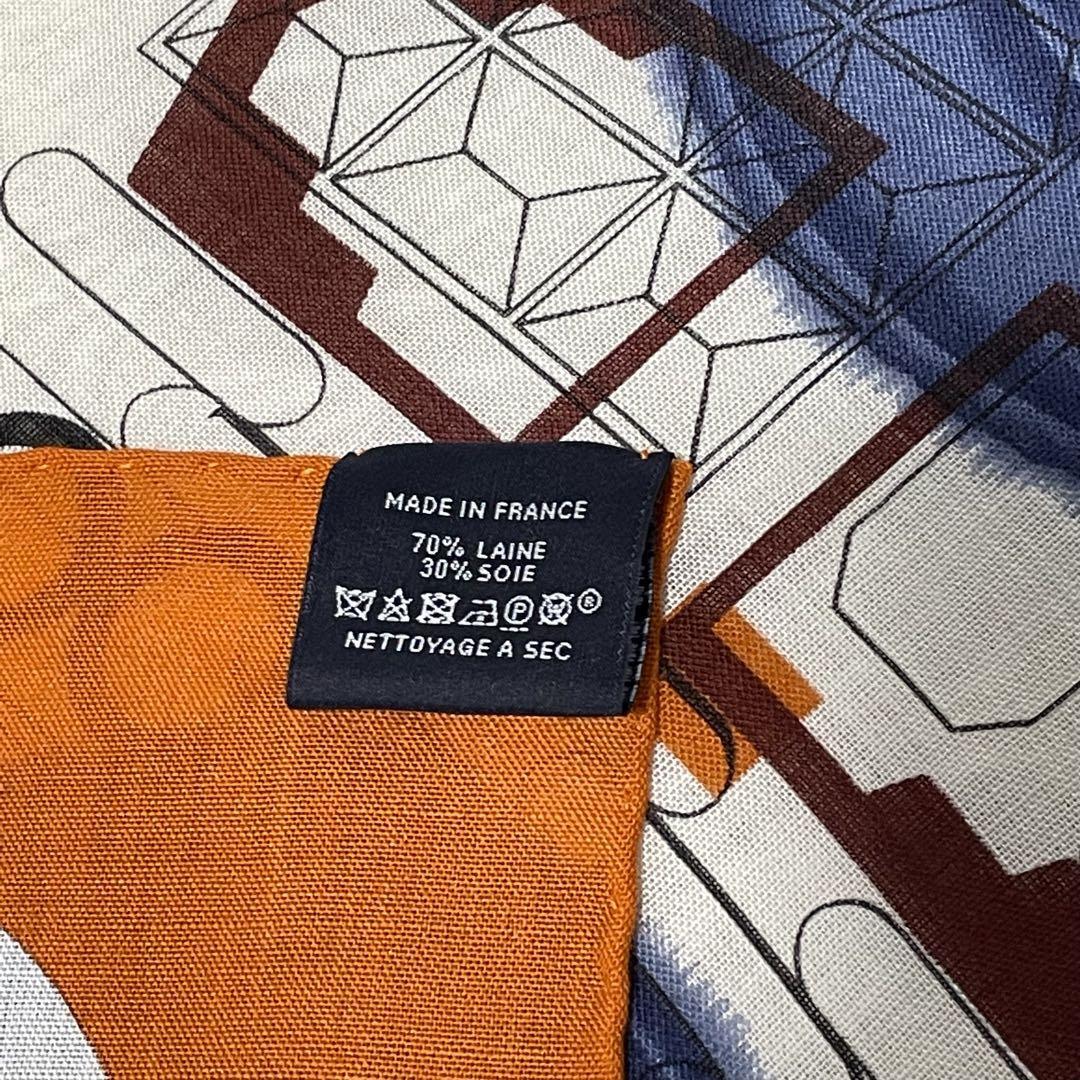 MADE IN FRANCE
70% LAINE
30% SOIE
P ®
NETTOYAGE A SEC